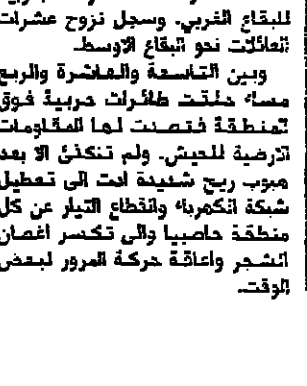 للبقاع الغربي. وسجل نزوح عشرات
العائلات نحو البقاع الاوسط.
وبين التاسعة والعاشرة والربع
مساء حلقت طائرات حربية فوق
المنطقة فتصدت لها المقاومات
الارضية للجيش. ولم تنكفئ الا بعد
هبوب ريح شديدة ادت الى تعطيل
شبكة الكهرباء وانقطاع التيار عن كل
منطقة حاصبيا والى تكسر اغصان
الشجر واعاقة حركة المرور لبعض
الوقت.